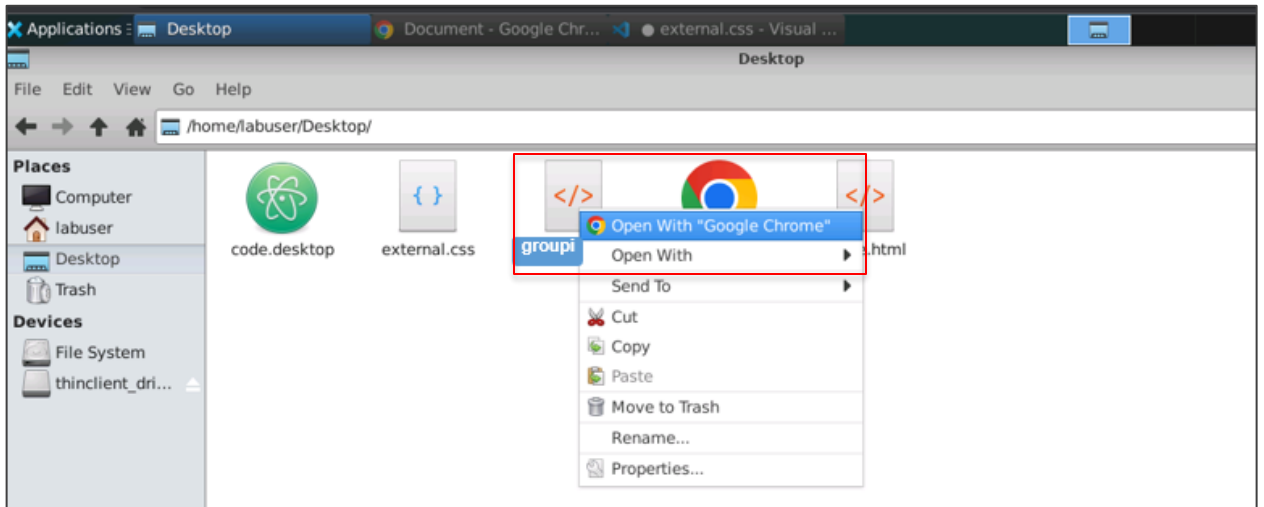 Applications
Desktop
Document - Google Chr...
external.css - Visual ...
Desktop
File Edit View Go Help
/home/labuser/Desktop/
Places
Computer
labuser
Desktop
Trash
Devices
File System
thinclient_dri...
code.desktop
external.css
groupi
.html
Open With "Google Chrome"
Open With
Send To
Cut
Copy
Paste
Move to Trash
Rename...
Properties...